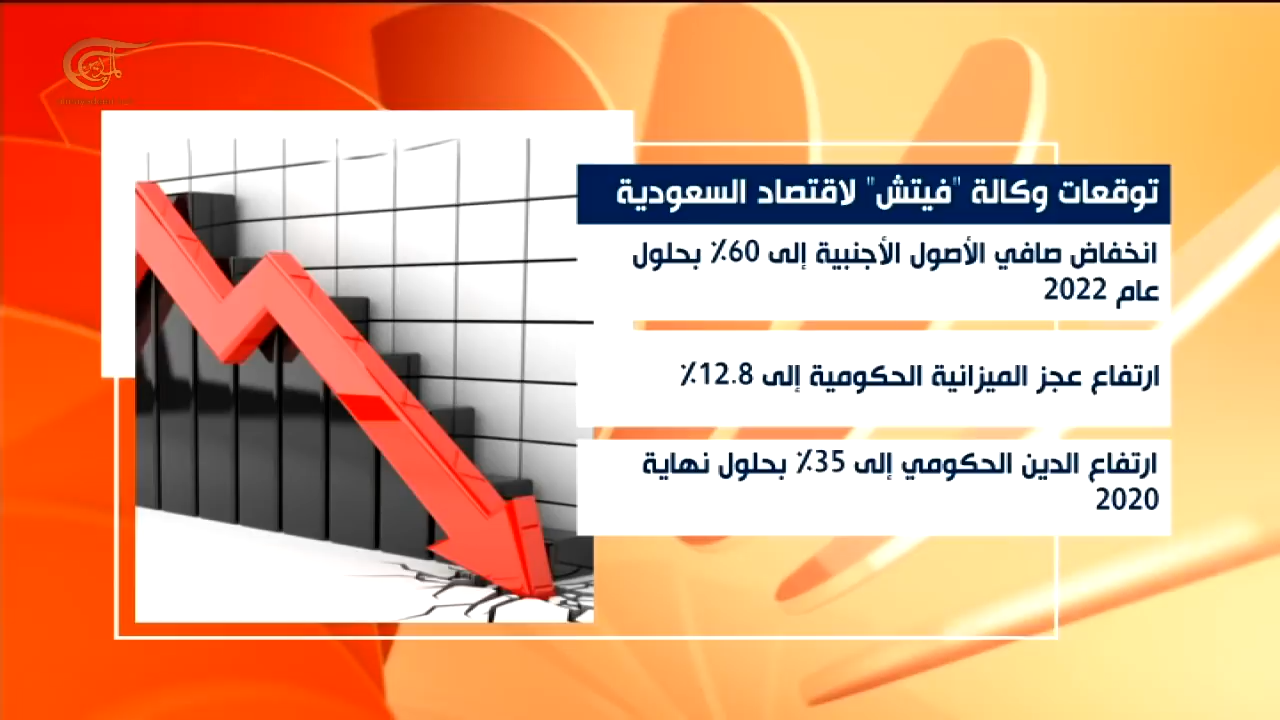 الميادين
توقعات وكالة "فيتش" لاقتصاد السعودية
انخفاض صافي الأصول الأجنبية إلى 60٪ بحلول
عام 2022
ارتفاع عجز الميزانية الحكومية إلى 12.8٪
ارتفاع الدين الحكومي إلى 35٪ بحلول نهاية
2020